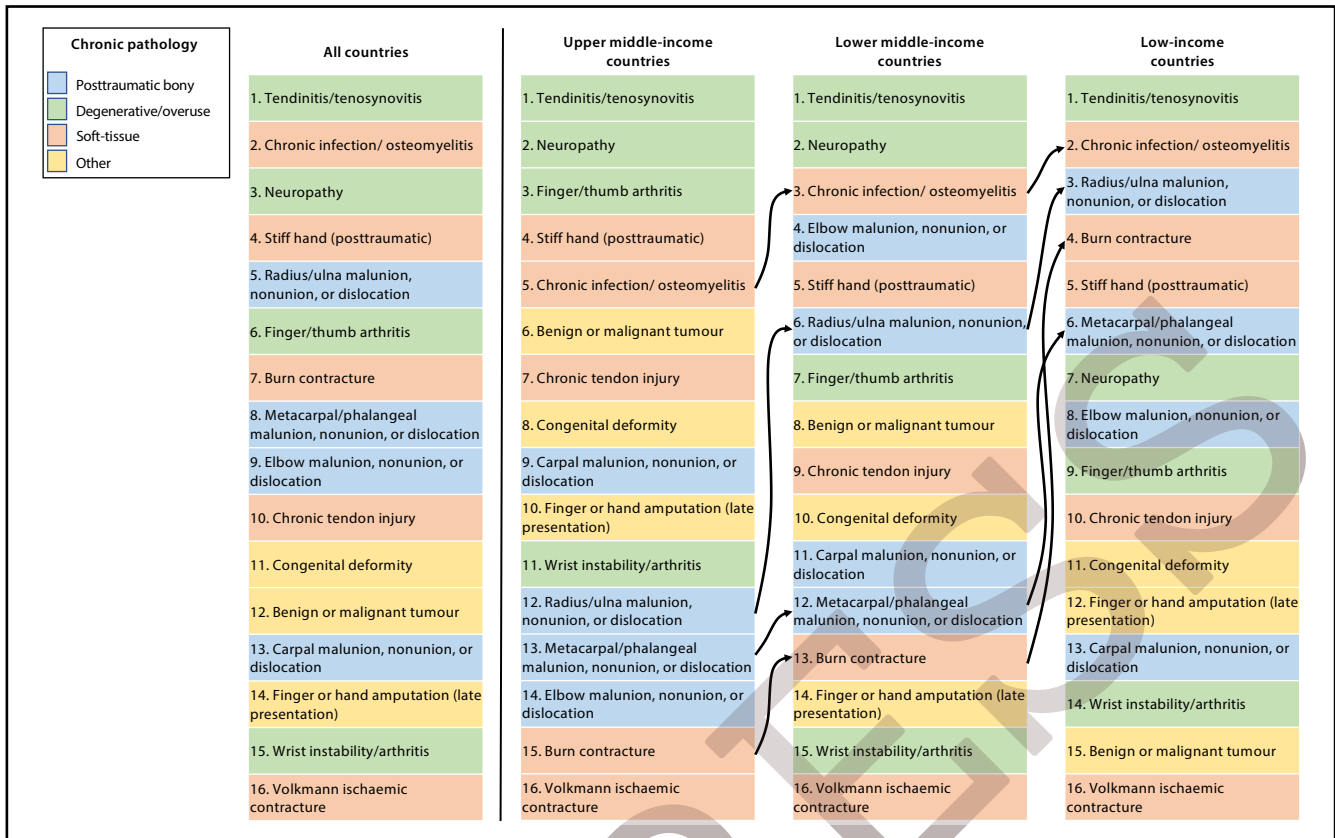 Chronic pathology
Posttraumatic bony
Degenerative/overuse
Soft-tissue
Other
All countries
1. Tendinitis/tenosynovitis
2. Chronic infection/ osteomyelitis
3. Neuropathy
4. Stiff hand (posttraumatic)
5. Radius/ulna malunion,
nonunion, or dislocation
6. Finger/thumb arthritis
7. Burn contracture
8. Metacarpal/phalangeal
malunion, nonunion, or dislocation
9. Elbow malunion, nonunion, or
dislocation
10. Chronic tendon injury
11. Congenital deformity
12. Benign or malignant tumour
13. Carpal malunion, nonunion, or
dislocation
14. Finger or hand amputation (late
presentation)
15. Wrist instability/arthritis
16. Volkmann ischaemic
contracture
Upper middle-income
countries
1. Tendinitis/tenosynovitis
2. Neuropathy
3. Finger/thumb arthritis
4. Stiff hand (posttraumatic)
5. Chronic infection/ osteomyelitis
6. Benign or malignant tumour
7. Chronic tendon injury
8. Congenital deformity
9. Carpal malunion, nonunion, or
dislocation
10. Finger or hand amputation (late
presentation)
11. Wrist instability/arthritis
12. Radius/ulna malunion,
nonunion, or dislocation
13. Metacarpal/phalangeal
malunion, nonunion, or dislocation
14. Elbow malunion, nonunion, or
dislocation
15. Burn contracture
16. Volkmann ischaemic
contracture
Lower middle-income
countries
1. Tendinitis/tenosynovitis
2. Neuropathy
3. Chronic infection/ osteomyelitis
4. Elbow malunion, nonunion, or
dislocation
5. Stiff hand (posttraumatic)
6. Radius/ulna malunion, nonunion,
or dislocation
7. Finger/thumb arthritis
8. Benign or malignant tumour
9. Chronic tendon injury
10. Congenital deformity
11. Carpal malunion, nonunion, or
dislocation
12. Metacarpal/phalangeal
malunion, nonunion, or dislocation
13. Burn contracture
14. Finger or hand amputation (late
presentation)
15. Wrist instability/arthritis
16. Volkmann ischaemic
contracture
Low-income
countries
1. Tendinitis/tenosynovitis
2. Chronic infection/ osteomyelitis
3. Radius/ulna malunion,
nonunion, or dislocation
4. Burn contracture
5. Stiff hand (posttraumatic)
6. Metacarpal/phalangeal
malunion, nonunion, or dislocation
7. Neuropathy
8. Elbow malunion, nonunion, or
dislocation
9. Finger/thumb arthritis
10. Chronic tendon injury
11. Congenital deformity
12. Finger or hand amputation (late
presentation)
13. Carpal malunion, nonunion, or
dislocation
14. Wrist instability/arthritis
15. Benign or malignant tumour
16. Volkmann ischaemic
contracture